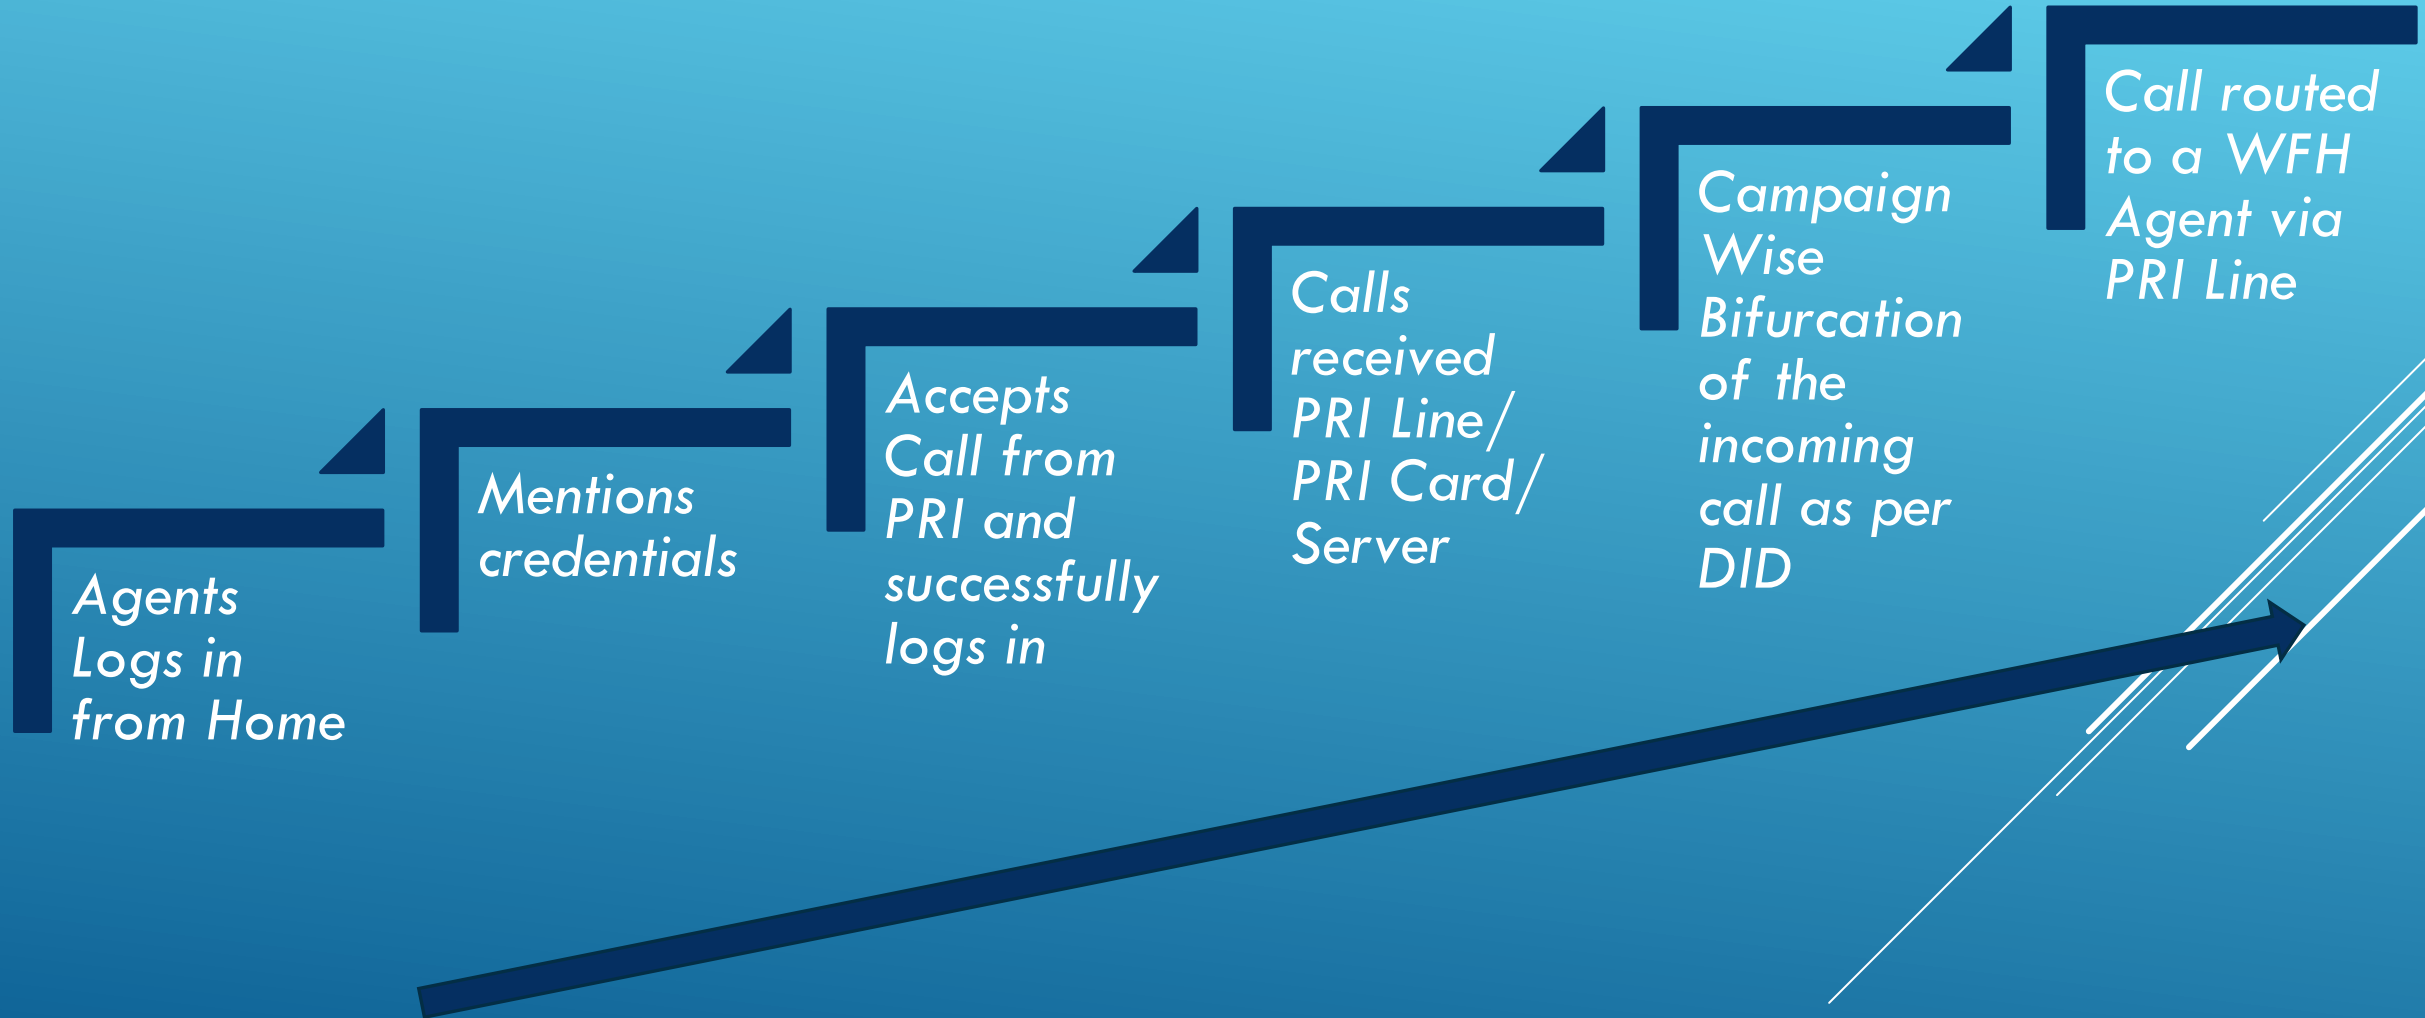 Agents
Logs in
from Home
Mentions
credentials
Accepts
Call from
PRI and
successfully
logs in
Calls
received
PRI Line/
PRI Card/
Server
Campaign
Wise
Bifurcation
of the
incoming
call as per
DID
Call routed
to a WFH
Agent via
PRI Line